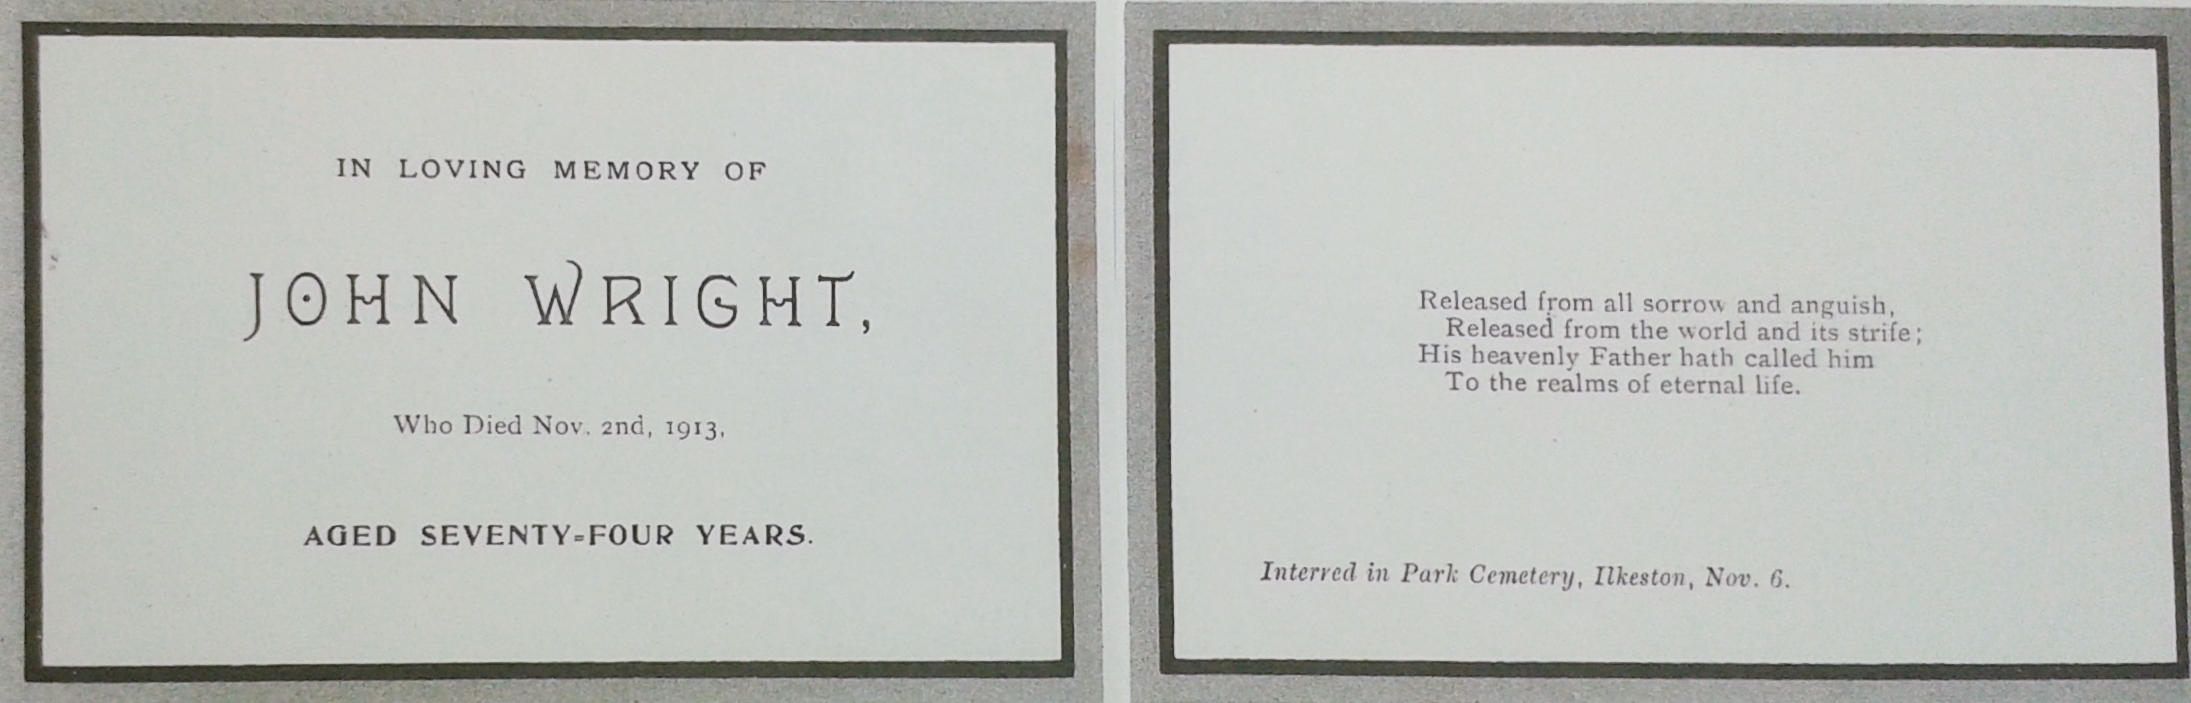 IN LOVING MEMORY OF
JOHN WRIGHT,
Who Died Nov. 2nd, 1913,
AGED SEVENTY=FOUR YEARS.
Released from all sorrow and anguish,
Released from the world and its strife;
His heavenly Father hath called him
To the realms of eternal life.
Interred in Park Cemetery, Ilkeston, Nov. 6.